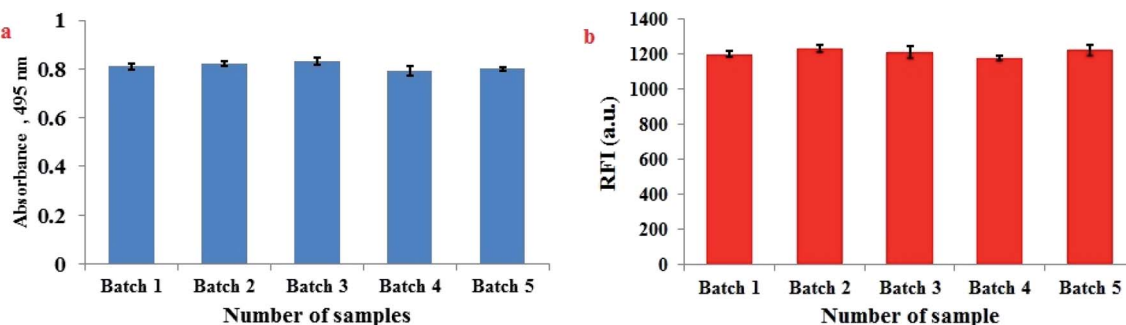 a
1
0.8
0.6
0.4
0.2
0
Absorbance , 495 nm
Batch 1 Batch 2 Batch 3 Batch 4 Batch 5
Number of samples
b
1400
1200
1000
800
600
400
200
0
RFI (a.u.)
Batch 1 Batch 2 Batch 3 Batch 4 Batch 5
Number of sample